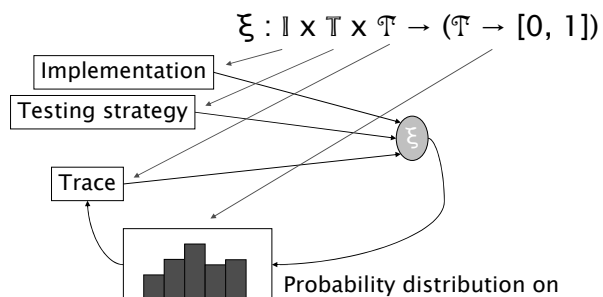 ξ : 𝕀 x 𝕋 x 𝒯 → (𝒯 → [0, 1])
Implementation
Testing strategy
ξ
Trace
Probability distribution on